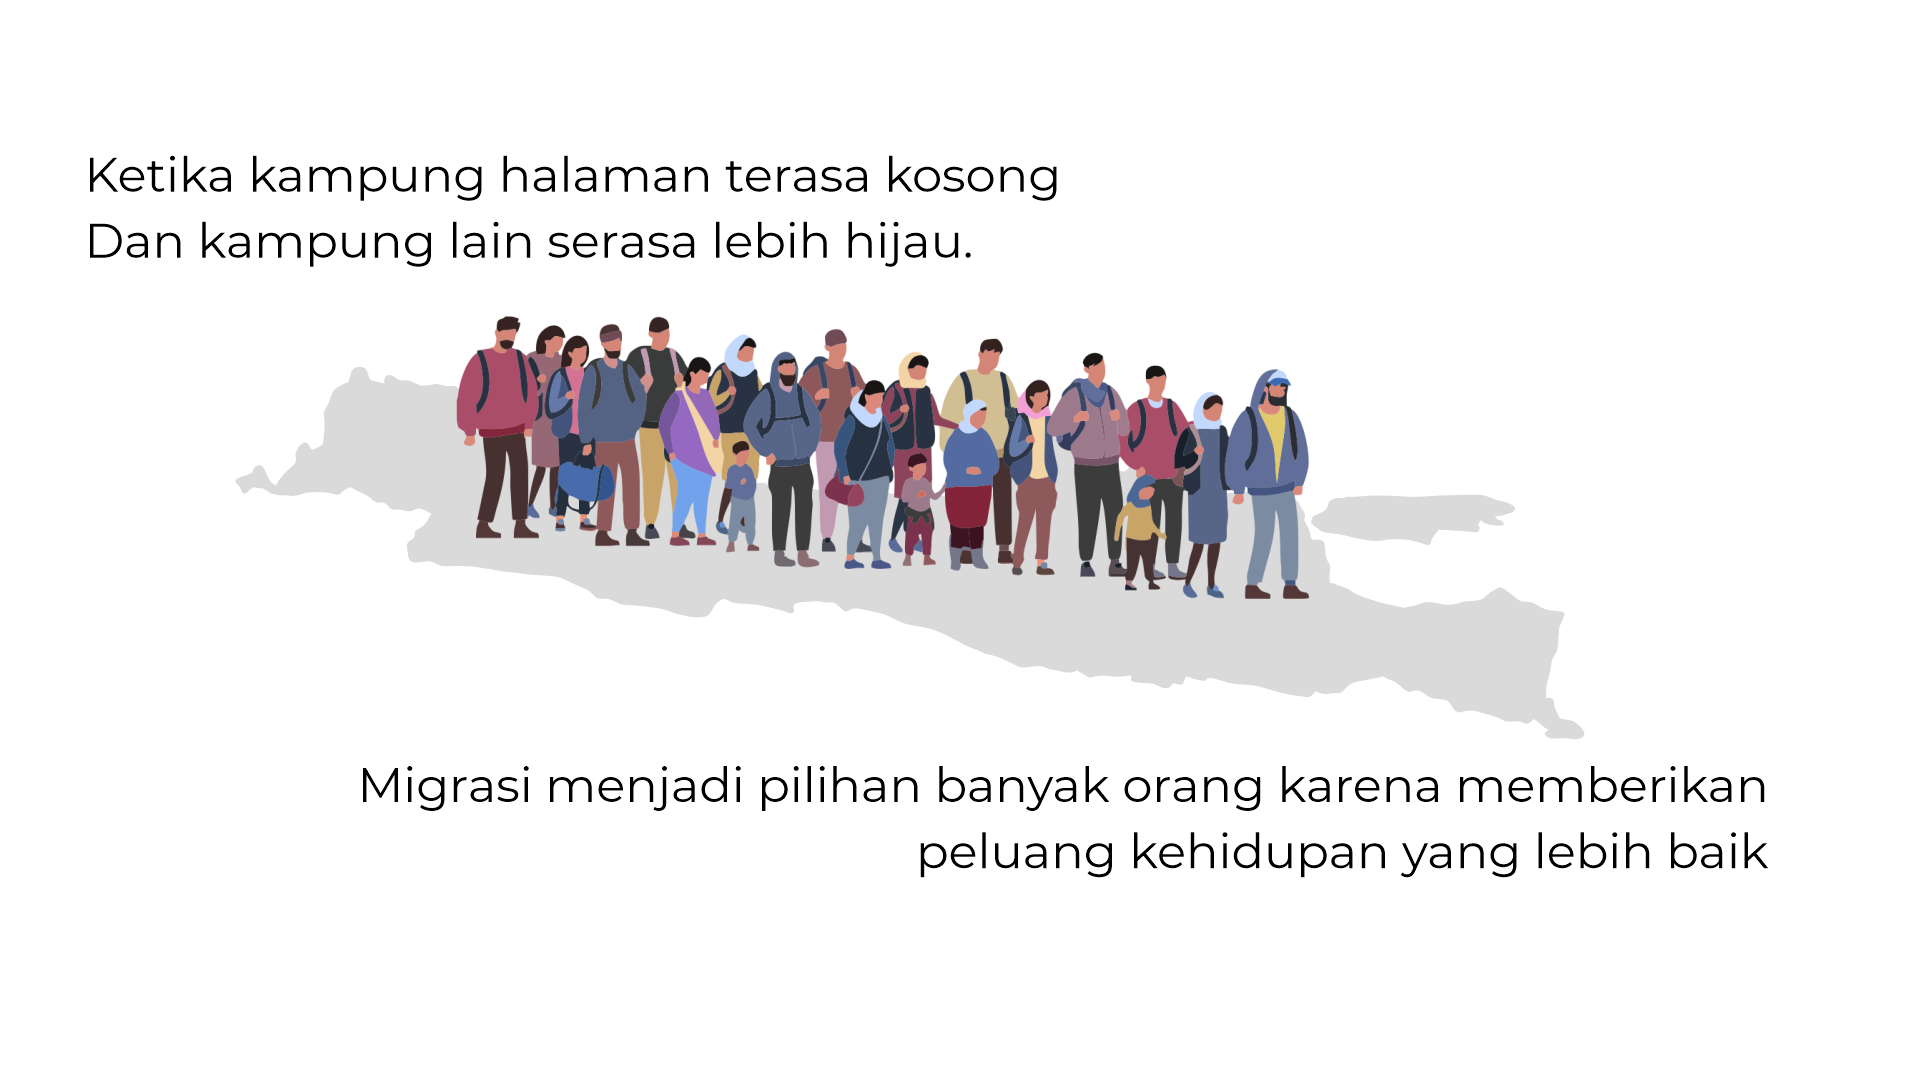 Ketika kampung halaman terasa kosong
Dan kampung lain serasa lebih hijau.
Migrasi menjadi pilihan banyak orang karena memberikan
peluang kehidupan yang lebih baik